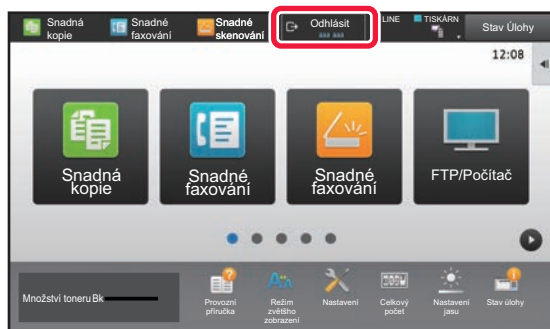 Snadná
kopie
Snadné
faxování
Snadné
skenování
Odhlásit
LINE
TISKÁRN
Stav Úlohy
12:08
Snadná
kopie
Snadné
faxování
Snadné
faxování
FTP/Počítač
Množství toneru Bk
Provozní
příručka
Režim
zvětšho
zobrazení
Nastavení
Celkový
počet
Nastavení
jasu
Stav úlohy